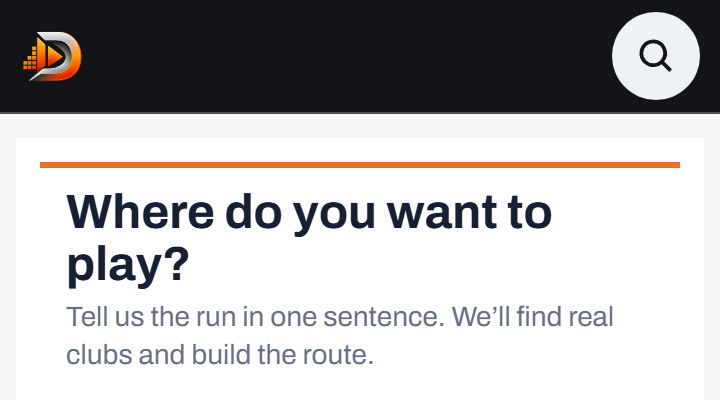 Where do you want to
play?
Tell us the run in one sentence. We’ll find real
clubs and build the route.